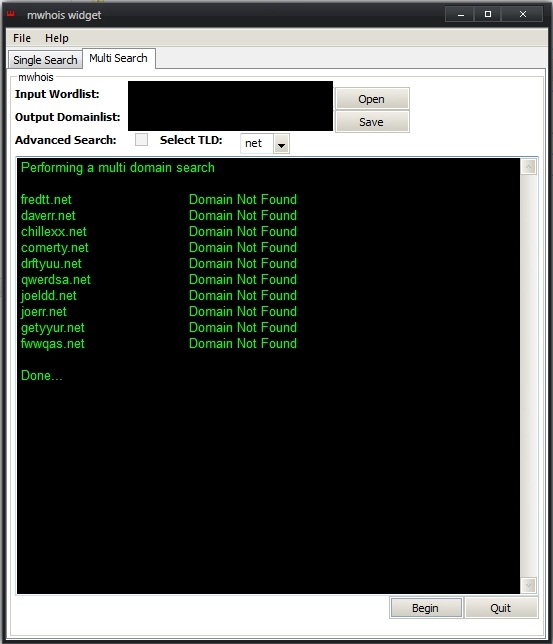 mwhois widget
File Help
Single Search Multi Search
mwhois
Input Wordlist: Open
Output Domainlist: Save
Advanced Search: Select TLD: net
Performing a multi domain search
fredtt.net Domain Not Found
daverr.net Domain Not Found
chillexx.net Domain Not Found
comerty.net Domain Not Found
drftyuu.net Domain Not Found
qwerdsa.net Domain Not Found
joeldd.net Domain Not Found
joerr.net Domain Not Found
getyyur.net Domain Not Found
fwwqas.net Domain Not Found
Done...
Begin Quit